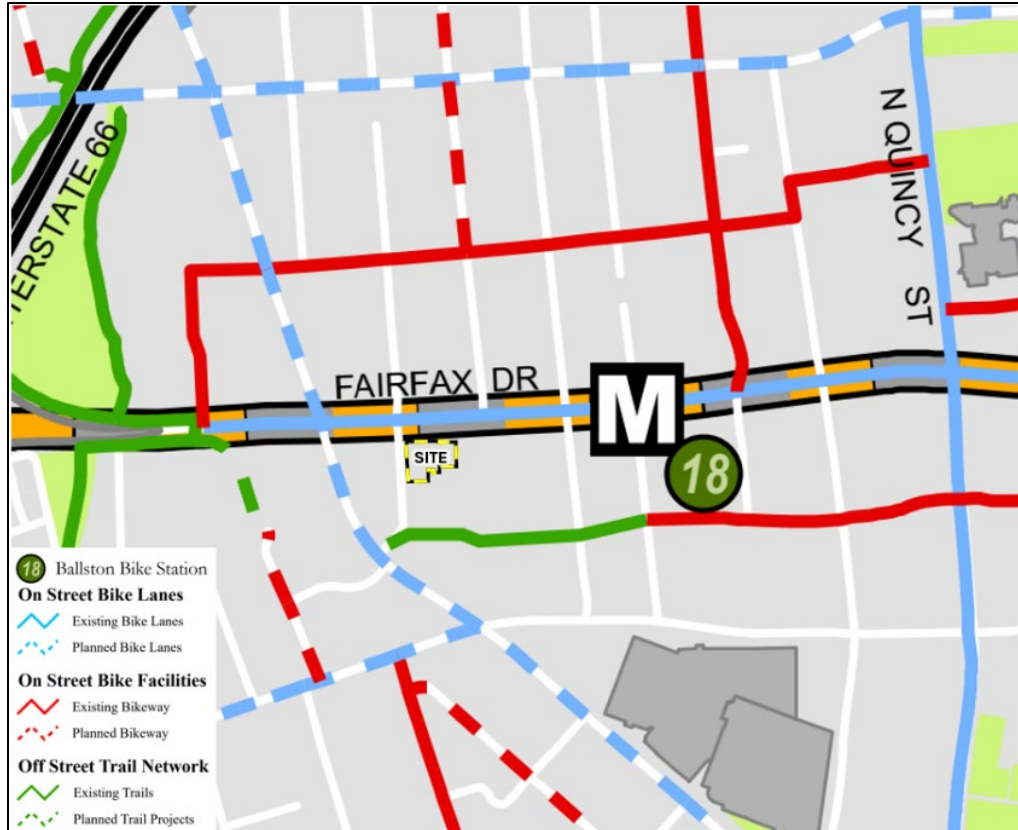 TERSTATE 66
N QUINCY ST
FAIRFAX DR
M
SITE
18
18 Ballston Bike Station
On Street Bike Lanes
Existing Bike Lanes
Planned Bike Lanes
On Street Bike Facilities
Existing Bikeway
Planned Bikeway
Off Street Trail Network
Existing Trails
Planned Trail Projects